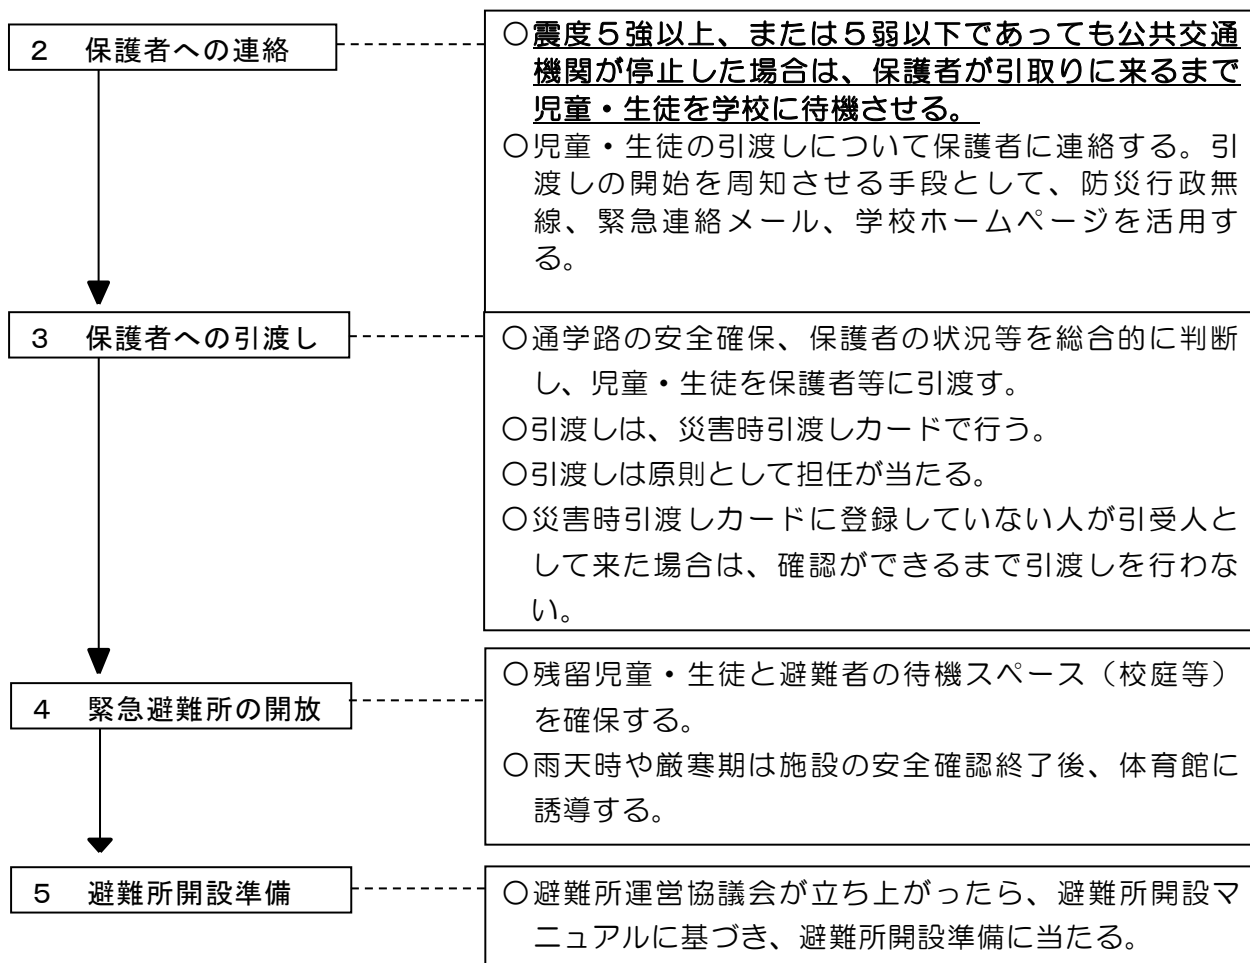 2 保護者への連絡
○震度5強以上、または5弱以下であっても公共交通
機関が停止した場合は、保護者が引取りに来るまで
児童・生徒を学校に待機させる。
○児童・生徒の引渡しについて保護者に連絡する。引
渡しの開始を周知させる手段として、防災行政無
線、緊急連絡メール、学校ホームページを活用す
る。
3 保護者への引渡し
○通学路の安全確保、保護者の状況等を総合的に判断
し、児童・生徒を保護者等に引渡す。
○引渡しは、災害時引渡しカードで行う。
○引渡しは原則として担任が当たる。
○災害時引渡しカードに登録していない人が引受人と
して来た場合は、確認ができるまで引渡しを行わな
い。
4 緊急避難所の開放
○残留児童・生徒と避難者の待機スペース（校庭等）
を確保する。
○雨天時や厳寒期は施設の安全確認終了後、体育館に
誘導する。
5 避難所開設準備
○避難所運営協議会が立ち上がったら、避難所開設マ
ニュアルに基づき、避難所開設準備に当たる。